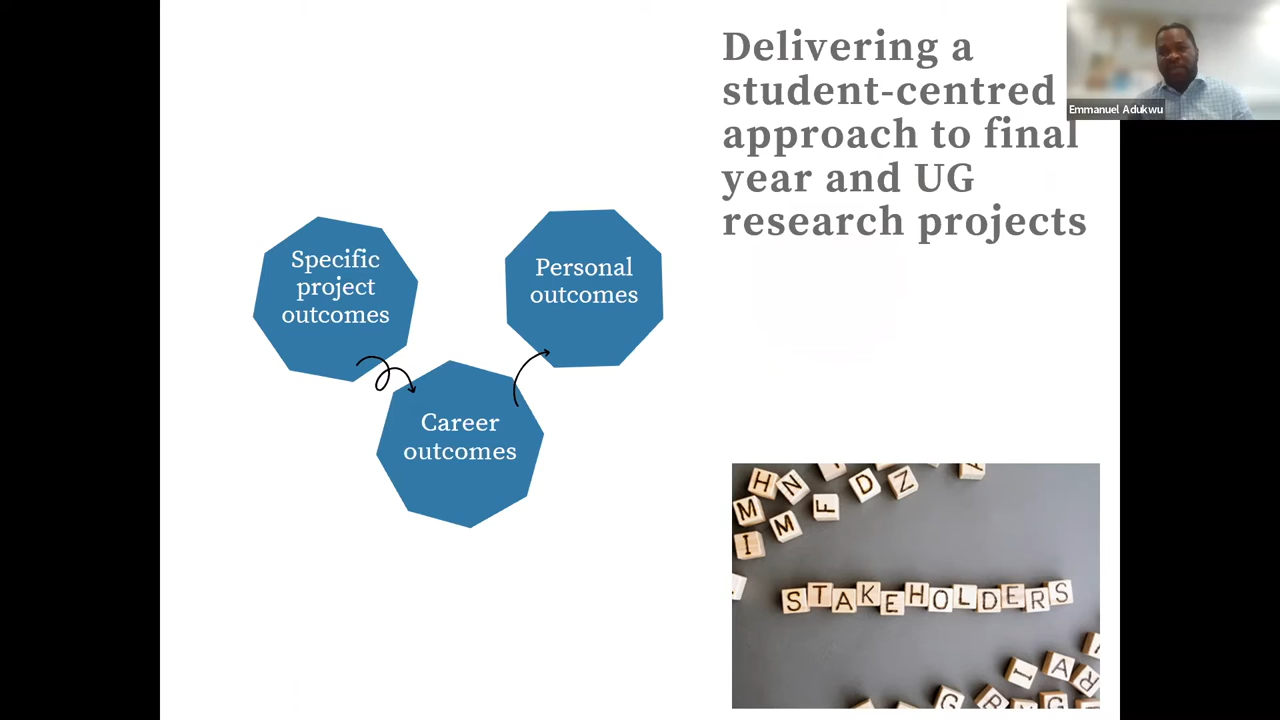 Delivering a
student-centred
approach to final
year and UG
research projects
Emmanuel Adukwu
Specific
project
outcomes
Personal
outcomes
Career
outcomes
H N D Z
M M F
I
STAKEHOLDERS
I A R
G R G